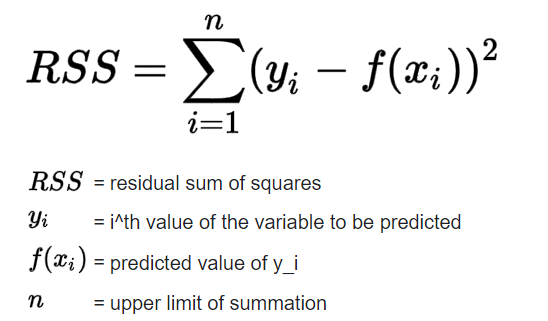 RSS = \sum_{i=1}^{n} (y_i − f(x_i))^2
RSS = residual sum of squares
y_i = i^th value of the variable to be predicted
f(x_i) = predicted value of y_i
n = upper limit of summation